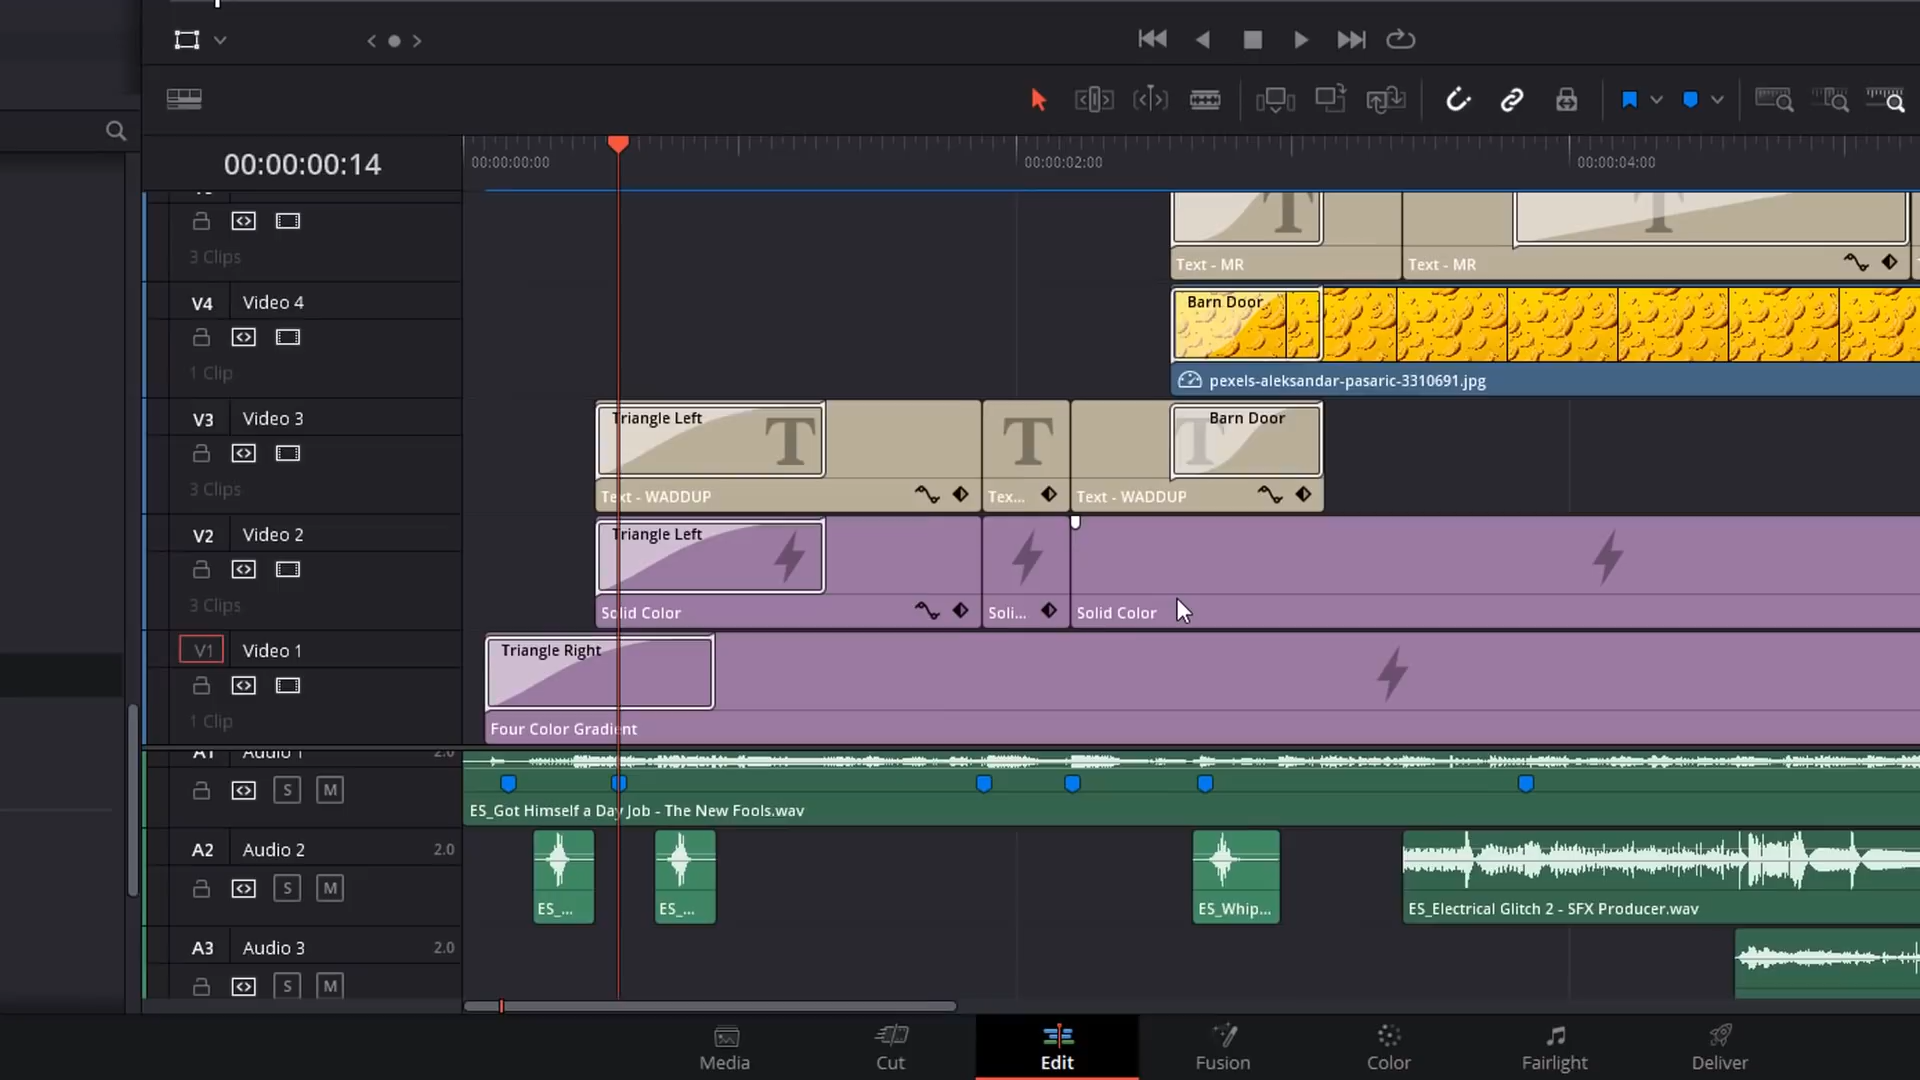 00:00:00:14
00:00:00:00
00:00:02:00
00:00:04:00
3 Clips
Text - MR
Text - MR
V4 Video 4
Barn Door
1 Clip
pexels-aleksandar-pasaric-3310691.jpg
V3 Video 3
Triangle Left
T
T
Barn Door
T
3 Clips
Text - WADDUP
Tex...
Text - WADDUP
V2 Video 2
Triangle Left
3 Clips
Solid Color
Soli...
Solid Color
V1 Video 1
Triangle Right
1 Clip
Four Color Gradient
A1 Audio 1 2.0
S M
ES_Got Himself a Day Job - The New Fools.wav
A2 Audio 2 2.0
S M
ES_...
ES_...
ES_Whip...
ES_Electrical Glitch 2 - SFX Producer.wav
A3 Audio 3 2.0
S M
Media
Cut
Edit
Fusion
Color
Fairlight
Deliver